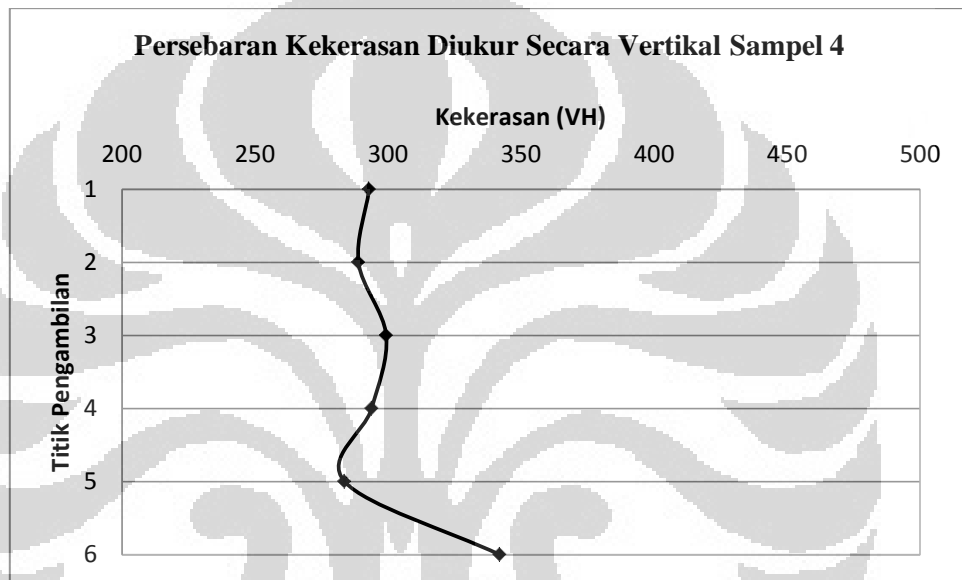 Persebaran Kekerasan Diukur Secara Vertikal Sampel 4
Kekerasan (VH)
200 250 300 350 400 450 500
Titik Pengambilan
1
2
3
4
5
6